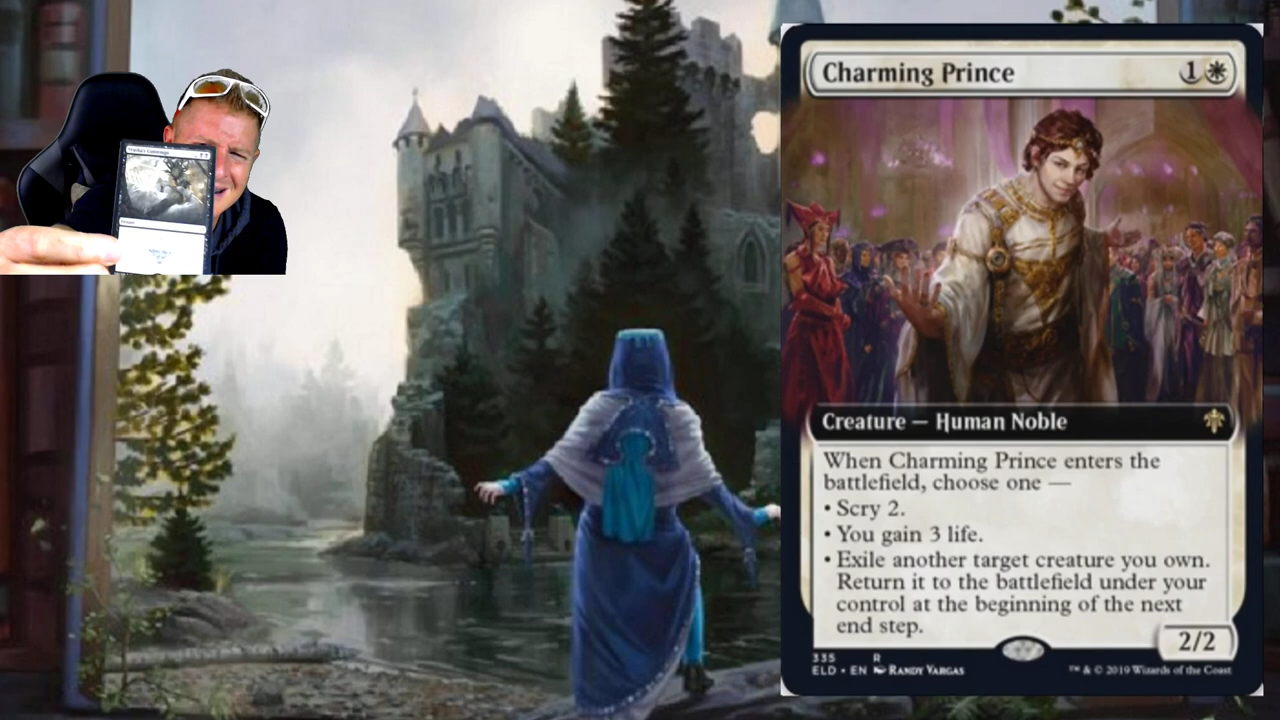 Charming Prince
1
Creature — Human Noble
When Charming Prince enters the
battlefield, choose one —
• Scry 2.
• You gain 3 life.
• Exile another target creature you own.
Return it to the battlefield under your
control at the beginning of the next
end step.
2/2
335 R
ELD • EN RANDY VARGAS
™ & © 2019 Wizards of the Coast